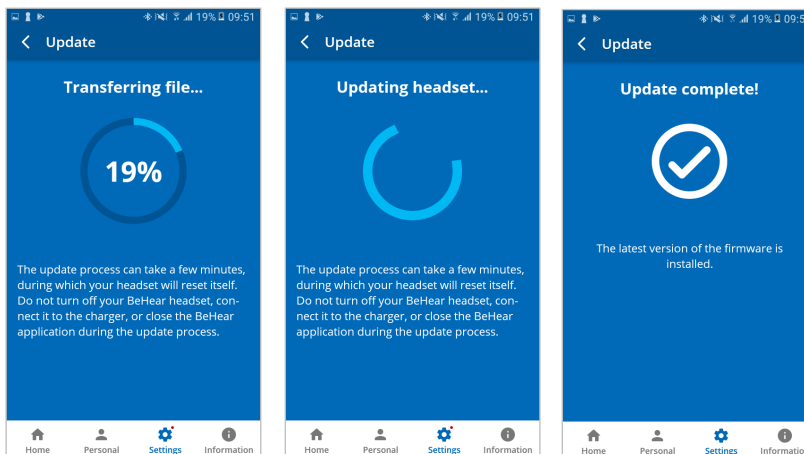 19% 09:51
Update
Transferring file...
19%
The update process can take a few minutes,
during which your headset will reset itself.
Do not turn off your BeHear headset, con-
nect it to the charger, or close the BeHear
application during the update process.
Home Personal Settings Information
19% 09:51
Update
Updating headset...
The update process can take a few minutes,
during which your headset will reset itself.
Do not turn off your BeHear headset, con-
nect it to the charger, or close the BeHear
application during the update process.
Home Personal Settings Information
19% 09:5
Update
Update complete!
The latest version of the firmware is
installed.
Home Personal Settings Informatio